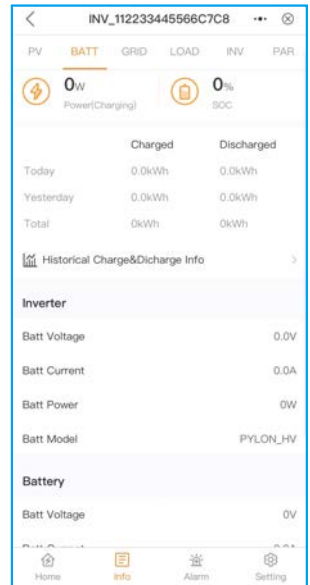 INV_112233445566C7C8
PV BATT GRID LOAD INV PAR
0W 0%
Power(Charging) SOC
Charged Discharged
Today 0.0kWh 0.0kWh
Yesterday 0.0kWh 0.0kWh
Total 0kWh 0kWh
Historical Charge&Dicharge Info
Inverter
Batt Voltage 0.0V
Batt Current 0.0A
Batt Power 0W
Batt Model PYLON_HV
Battery
Batt Voltage 0V
Home Info Alarm Setting